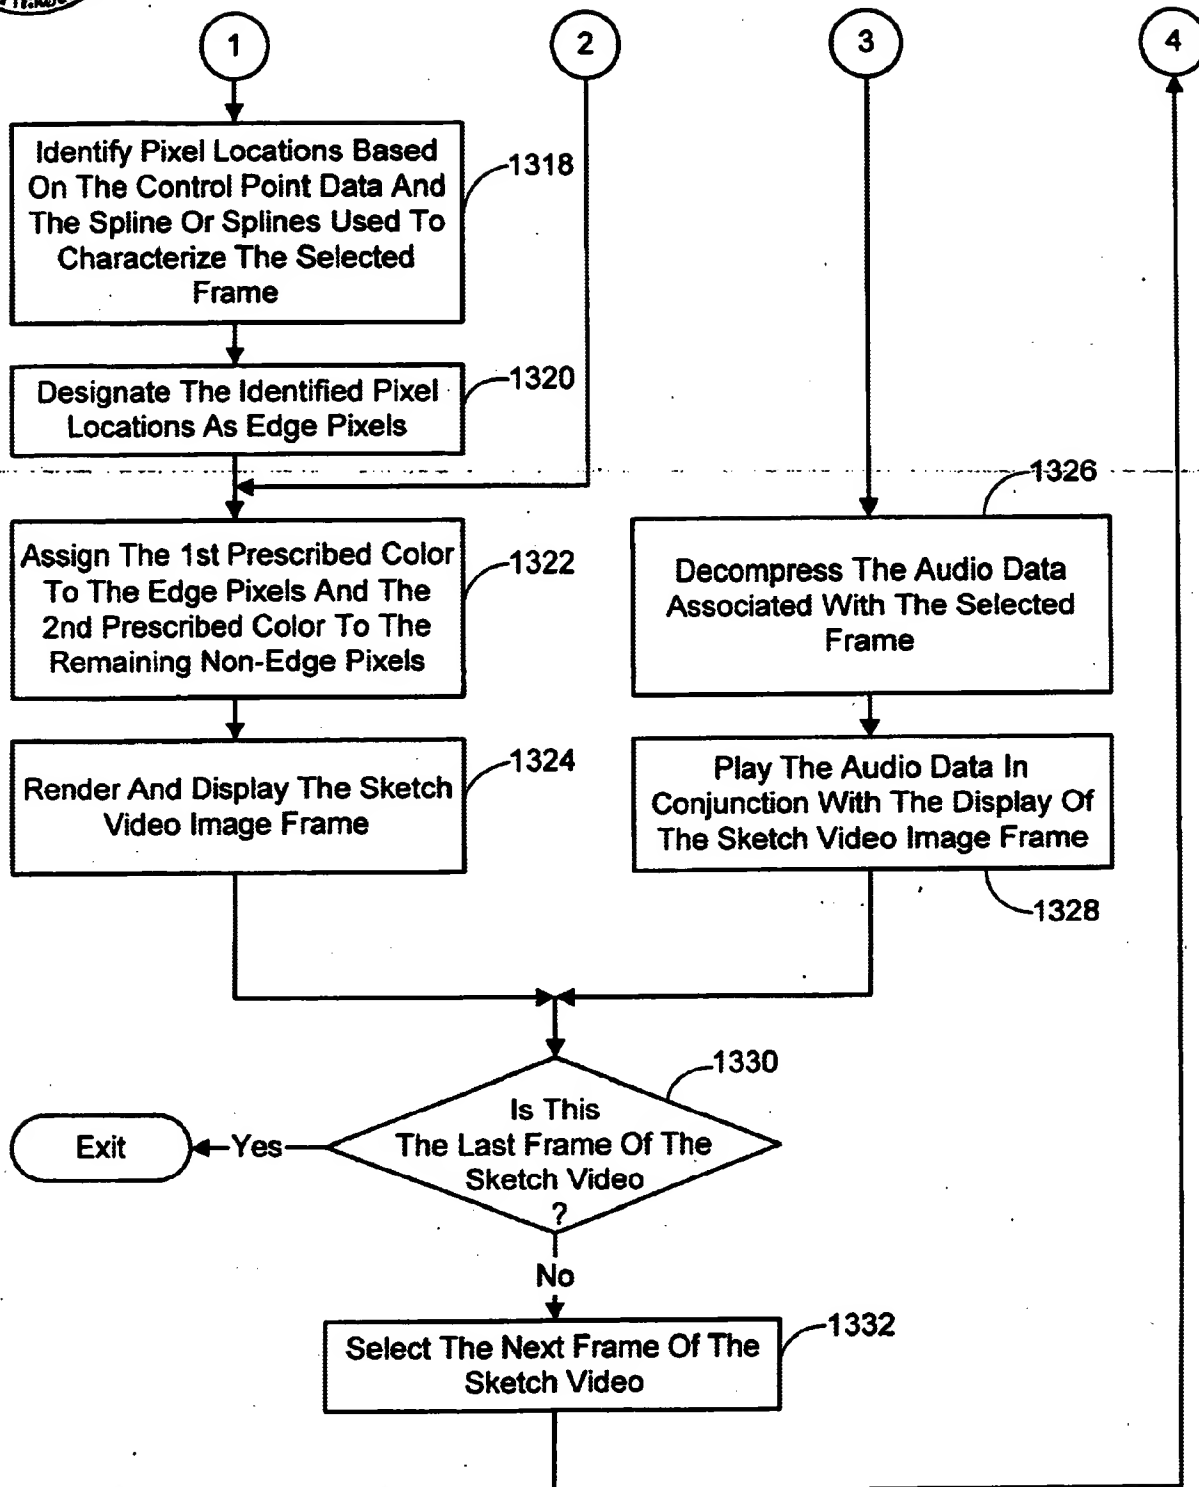 1
2
3
4
Identify Pixel Locations Based
On The Control Point Data And
The Spline Or Splines Used To
Characterize The Selected
Frame
1318
Designate The Identified Pixel
Locations As Edge Pixels
1320
Assign The 1st Prescribed Color
To The Edge Pixels And The
2nd Prescribed Color To The
Remaining Non-Edge Pixels
1322
Decompress The Audio Data
Associated With The Selected
Frame
1326
Render And Display The Sketch
Video Image Frame
1324
Play The Audio Data In
Conjunction With The Display Of
The Sketch Video Image Frame
1328
Is This
The Last Frame Of The
Sketch Video
?
1330
Yes
Exit
No
Select The Next Frame Of The
Sketch Video
1332